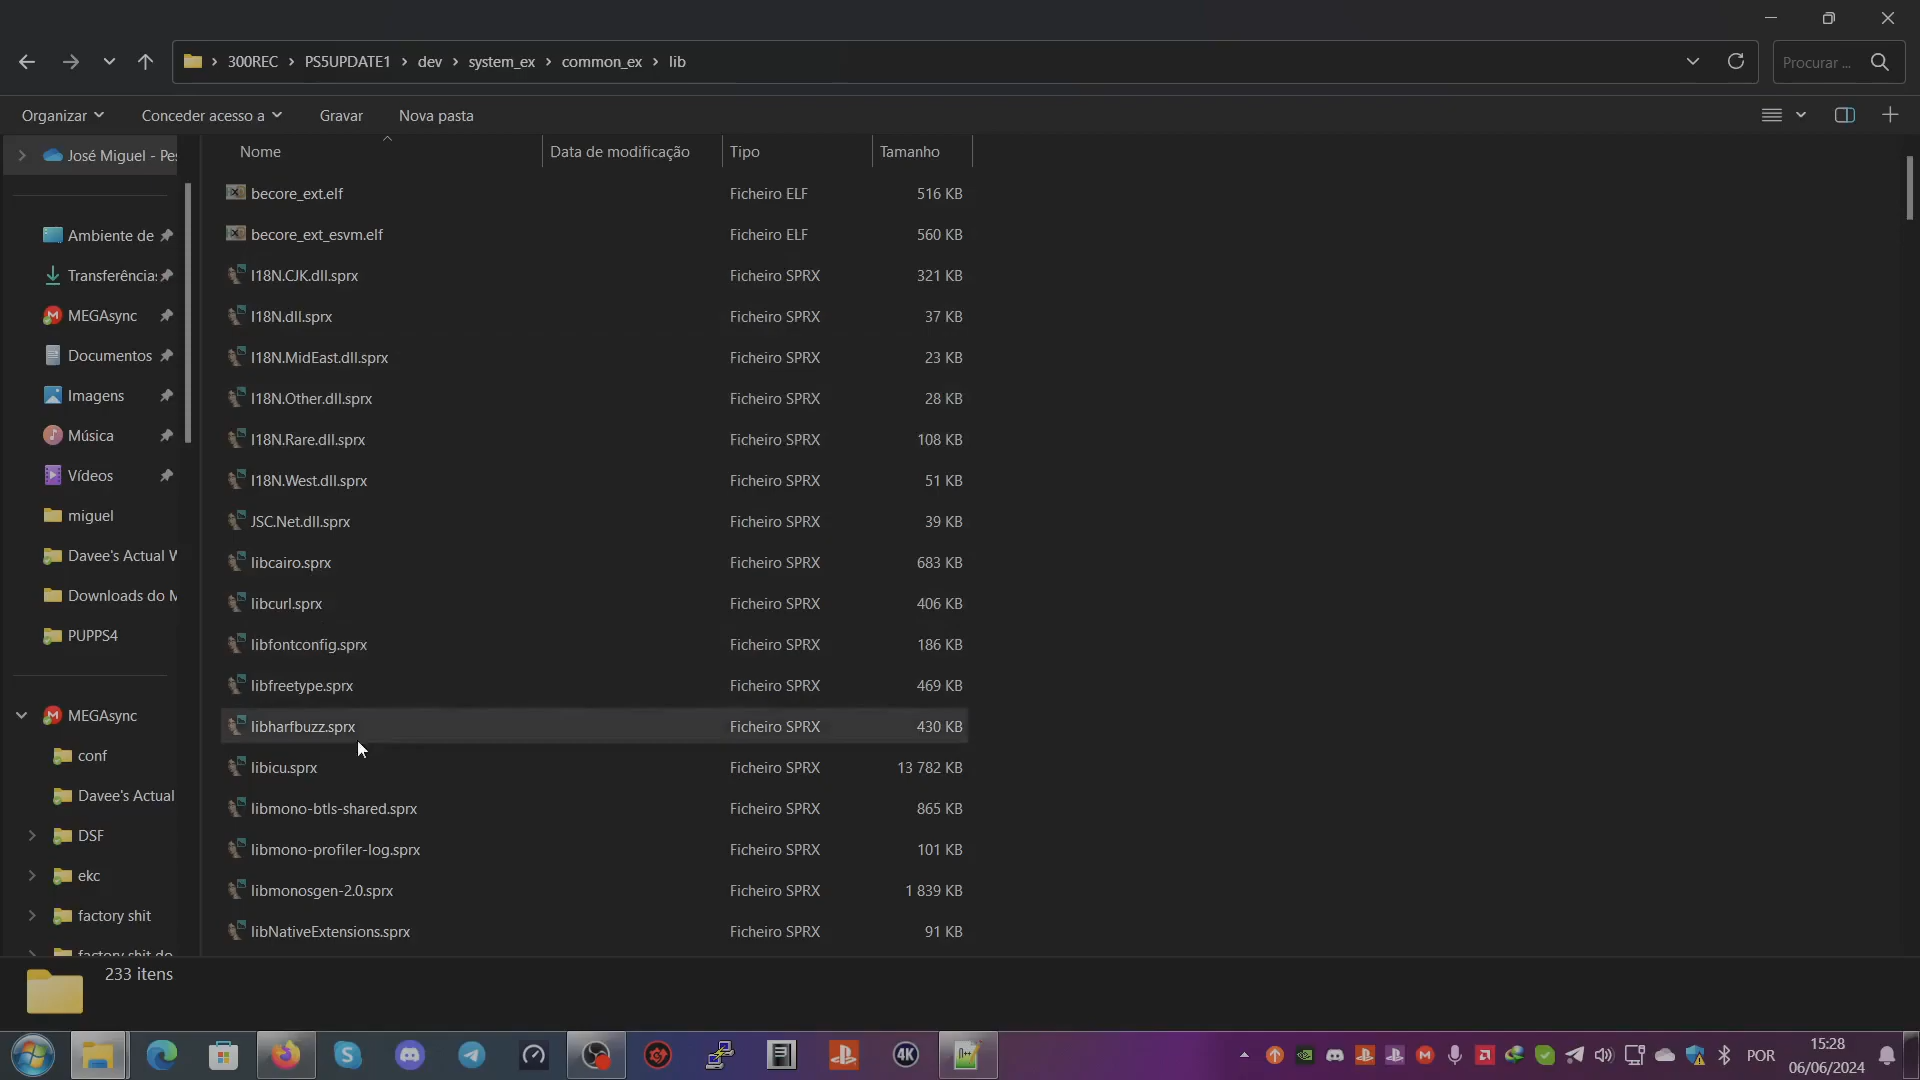 300REC > PS5UPDATE1 > dev > system_ex > common_ex > lib
Procurar ...
Organizar
Conceder acesso a
Gravar
Nova pasta
José Miguel - Pe
Nome
Data de modificação
Tipo
Tamanho
Ambiente de
Transferência
MEGAsync
Documentos
Imagens
Música
Vídeos
miguel
Davee's Actual
Downloads do
PUPPS4
MEGAsync
conf
Davee's Actual
DSF
ekc
factory shit
factory shit do
becore_ext.elf Ficheiro ELF 516 KB
becore_ext_esvm.elf Ficheiro ELF 560 KB
I18N.CJK.dll.sprx Ficheiro SPRX 321 KB
I18N.dll.sprx Ficheiro SPRX 37 KB
I18N.MidEast.dll.sprx Ficheiro SPRX 23 KB
I18N.Other.dll.sprx Ficheiro SPRX 28 KB
I18N.Rare.dll.sprx Ficheiro SPRX 108 KB
I18N.West.dll.sprx Ficheiro SPRX 51 KB
JSC.Net.dll.sprx Ficheiro SPRX 39 KB
libcairo.sprx Ficheiro SPRX 683 KB
libcurl.sprx Ficheiro SPRX 406 KB
libfontconfig.sprx Ficheiro SPRX 186 KB
libfreetype.sprx Ficheiro SPRX 469 KB
libharfbuzz.sprx Ficheiro SPRX 430 KB
libicu.sprx Ficheiro SPRX 13 782 KB
libmono-btls-shared.sprx Ficheiro SPRX 865 KB
libmono-profiler-log.sprx Ficheiro SPRX 101 KB
libmonosgen-2.0.sprx Ficheiro SPRX 1 839 KB
libNativeExtensions.sprx Ficheiro SPRX 91 KB
233 itens
4K
POR
15:28
06/06/2024